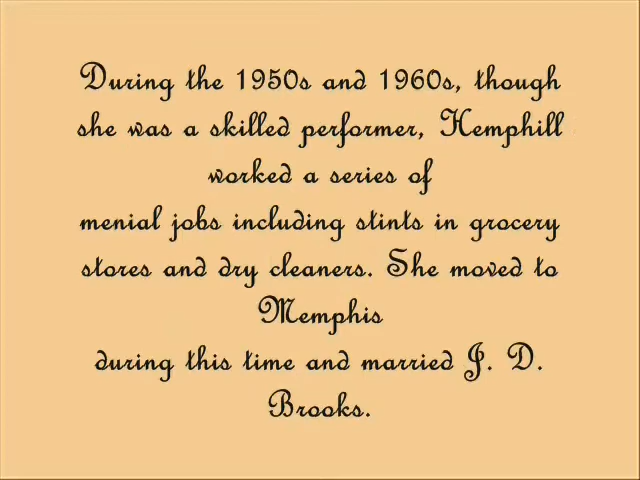 During the 1950s and 1960s, though
she was a skilled performer, Hemphill
worked a series of
menial jobs including stints in grocery
stores and dry cleaners. She moved to
Memphis
during this time and married J. D.
Brooks.